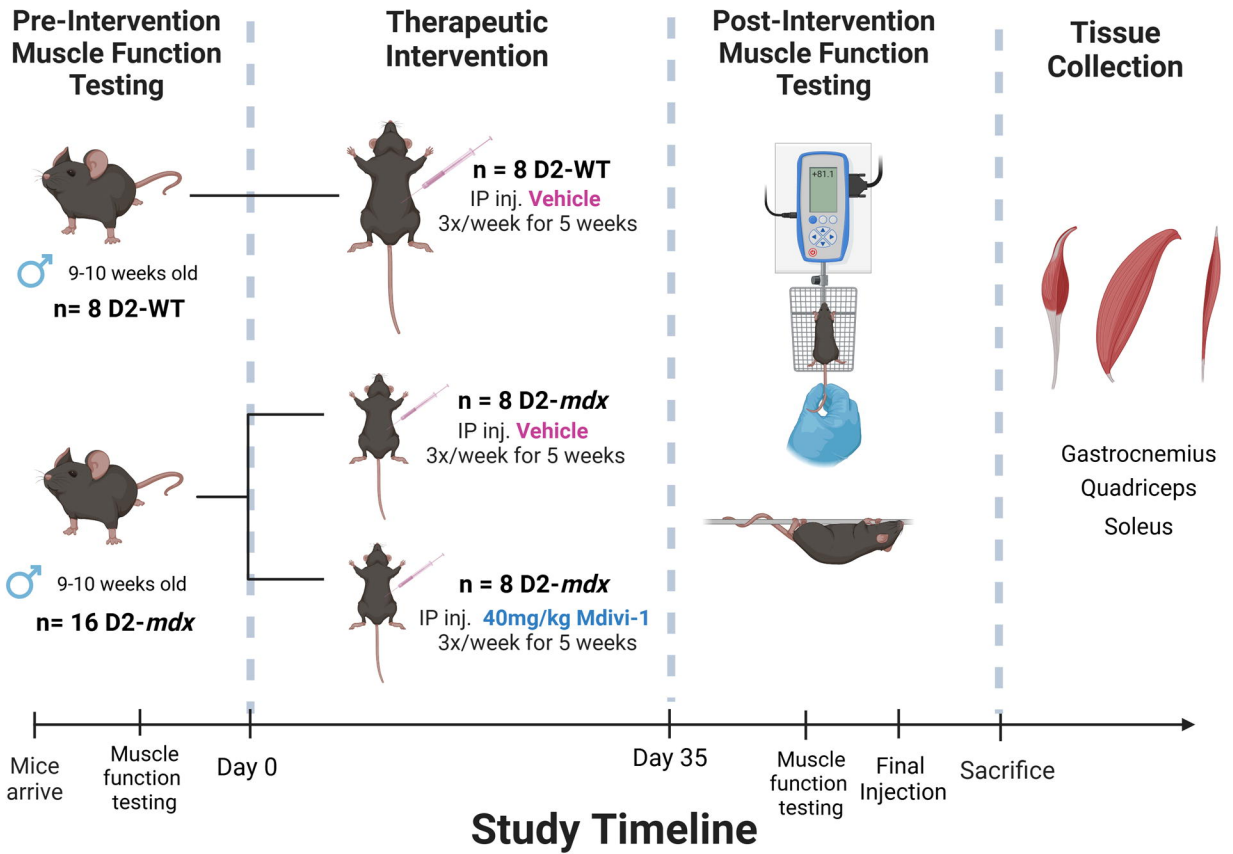 Pre-Intervention
Muscle Function
Testing
Therapeutic
Intervention
Post-Intervention
Muscle Function
Testing
Tissue
Collection
9-10 weeks old
n= 8 D2-WT
n = 8 D2-WT
IP inj. Vehicle
3x/week for 5 weeks
+81.1
9-10 weeks old
n= 16 D2-mdx
n = 8 D2-mdx
IP inj. Vehicle
3x/week for 5 weeks
n = 8 D2-mdx
IP inj. 40mg/kg Mdivi-1
3x/week for 5 weeks
Gastrocnemius
Quadriceps
Soleus
Mice
arrive
Muscle
function
testing
Day 0
Day 35
Muscle
function
testing
Final
Injection
Sacrifice
Study Timeline